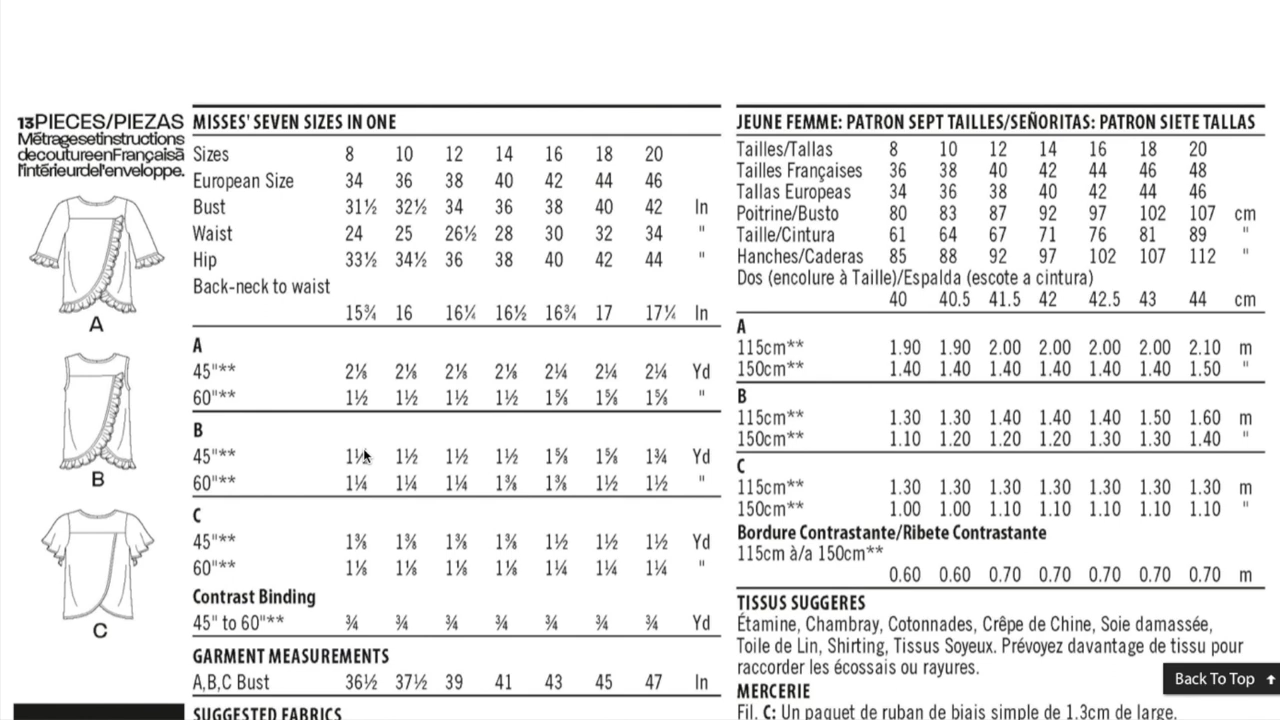 13PIECES/PIEZAS
Métragesetinstructions
decoutureenFrançaisà
l'intérieurdel'enveloppe.
A
B
C
MISSES' SEVEN SIZES IN ONE
Sizes 8 10 12 14 16 18 20
European Size 34 36 38 40 42 44 46
Bust 31½ 32½ 34 36 38 40 42 In
Waist 24 25 26½ 28 30 32 34 "
Hip 33½ 34½ 36 38 40 42 44 "
Back-neck to waist
15¾ 16 16¼ 16½ 16¾ 17 17¼ In
A
45"** 2⅛ 2⅛ 2⅛ 2⅛ 2¼ 2¼ 2¼ Yd
60"** 1½ 1½ 1½ 1½ 1⅝ 1⅝ 1⅝ "
B
45"** 1½ 1½ 1½ 1½ 1⅝ 1⅝ 1¾ Yd
60"** 1¼ 1¼ 1¼ 1⅜ 1⅜ 1½ 1½ "
C
45"** 1⅜ 1⅜ 1⅜ 1⅜ 1½ 1½ 1½ Yd
60"** 1⅛ 1⅛ 1⅛ 1⅛ 1¼ 1¼ 1¼ "
Contrast Binding
45" to 60"** ¾ ¾ ¾ ¾ ¾ ¾ ¾ Yd
GARMENT MEASUREMENTS
A,B,C Bust 36½ 37½ 39 41 43 45 47 In
SUGGESTED FABRICS
JEUNE FEMME: PATRON SEPT TAILLES/SEÑORITAS: PATRON SIETE TALLAS
Tailles/Tallas 8 10 12 14 16 18 20
Tailles Françaises 36 38 40 42 44 46 48
Tallas Europeas 34 36 38 40 42 44 46
Poitrine/Busto 80 83 87 92 97 102 107 cm
Taille/Cintura 61 64 67 71 76 81 89 "
Hanches/Caderas 85 88 92 97 102 107 112 "
Dos (encolure à Taille)/Espalda (escote a cintura)
40 40.5 41.5 42 42.5 43 44 cm
A
115cm** 1.90 1.90 2.00 2.00 2.00 2.00 2.10 m
150cm** 1.40 1.40 1.40 1.40 1.40 1.40 1.50 "
B
115cm** 1.30 1.30 1.40 1.40 1.40 1.50 1.60 m
150cm** 1.10 1.20 1.20 1.20 1.30 1.30 1.40 "
C
115cm** 1.30 1.30 1.30 1.30 1.30 1.30 1.30 m
150cm** 1.00 1.00 1.10 1.10 1.10 1.10 1.10 "
Bordure Contrastante/Ribete Contrastante
115cm à/a 150cm**
0.60 0.60 0.70 0.70 0.70 0.70 0.70 m
TISSUS SUGGERES
Étamine, Chambray, Cotonnades, Crêpe de Chine, Soie damassée,
Toile de Lin, Shirting, Tissus Soyeux. Prévoyez davantage de tissu pour
raccorder les écossais ou rayures.
MERCERIE
Fil. C: Un paquet de ruban de biais simple de 1.3cm de large.
Back To Top ↑